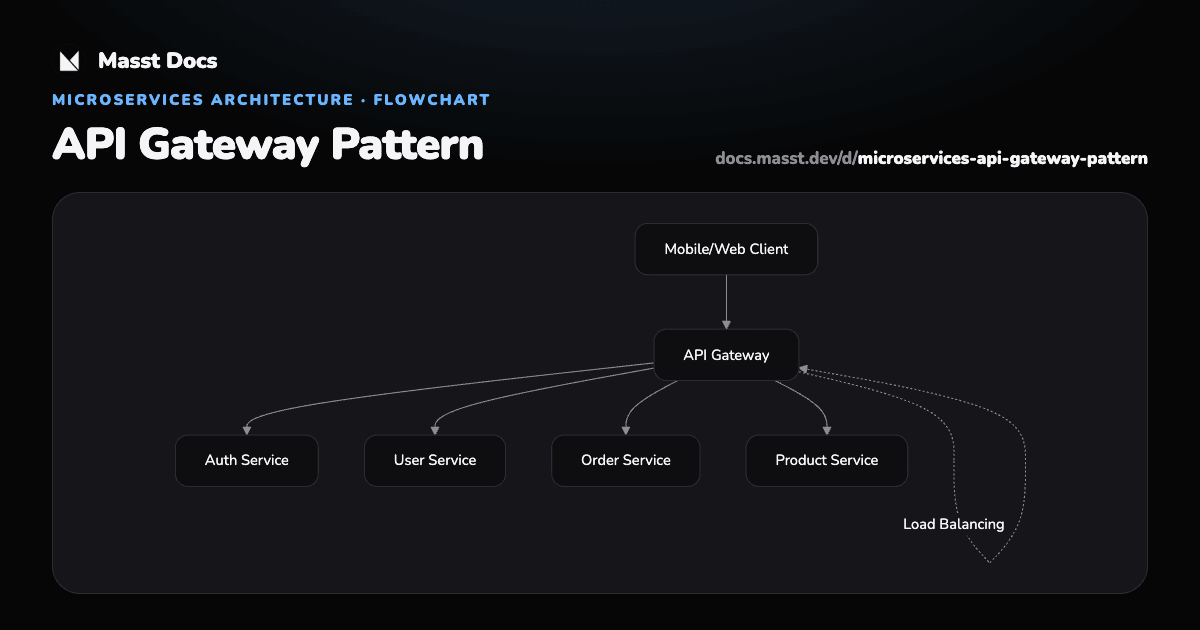 Masst Docs
MICROSERVICES ARCHITECTURE · FLOWCHART
API Gateway Pattern
docs.masst.dev/d/microservices-api-gateway-pattern
Mobile/Web Client
API Gateway
Auth Service
User Service
Order Service
Product Service
Load Balancing